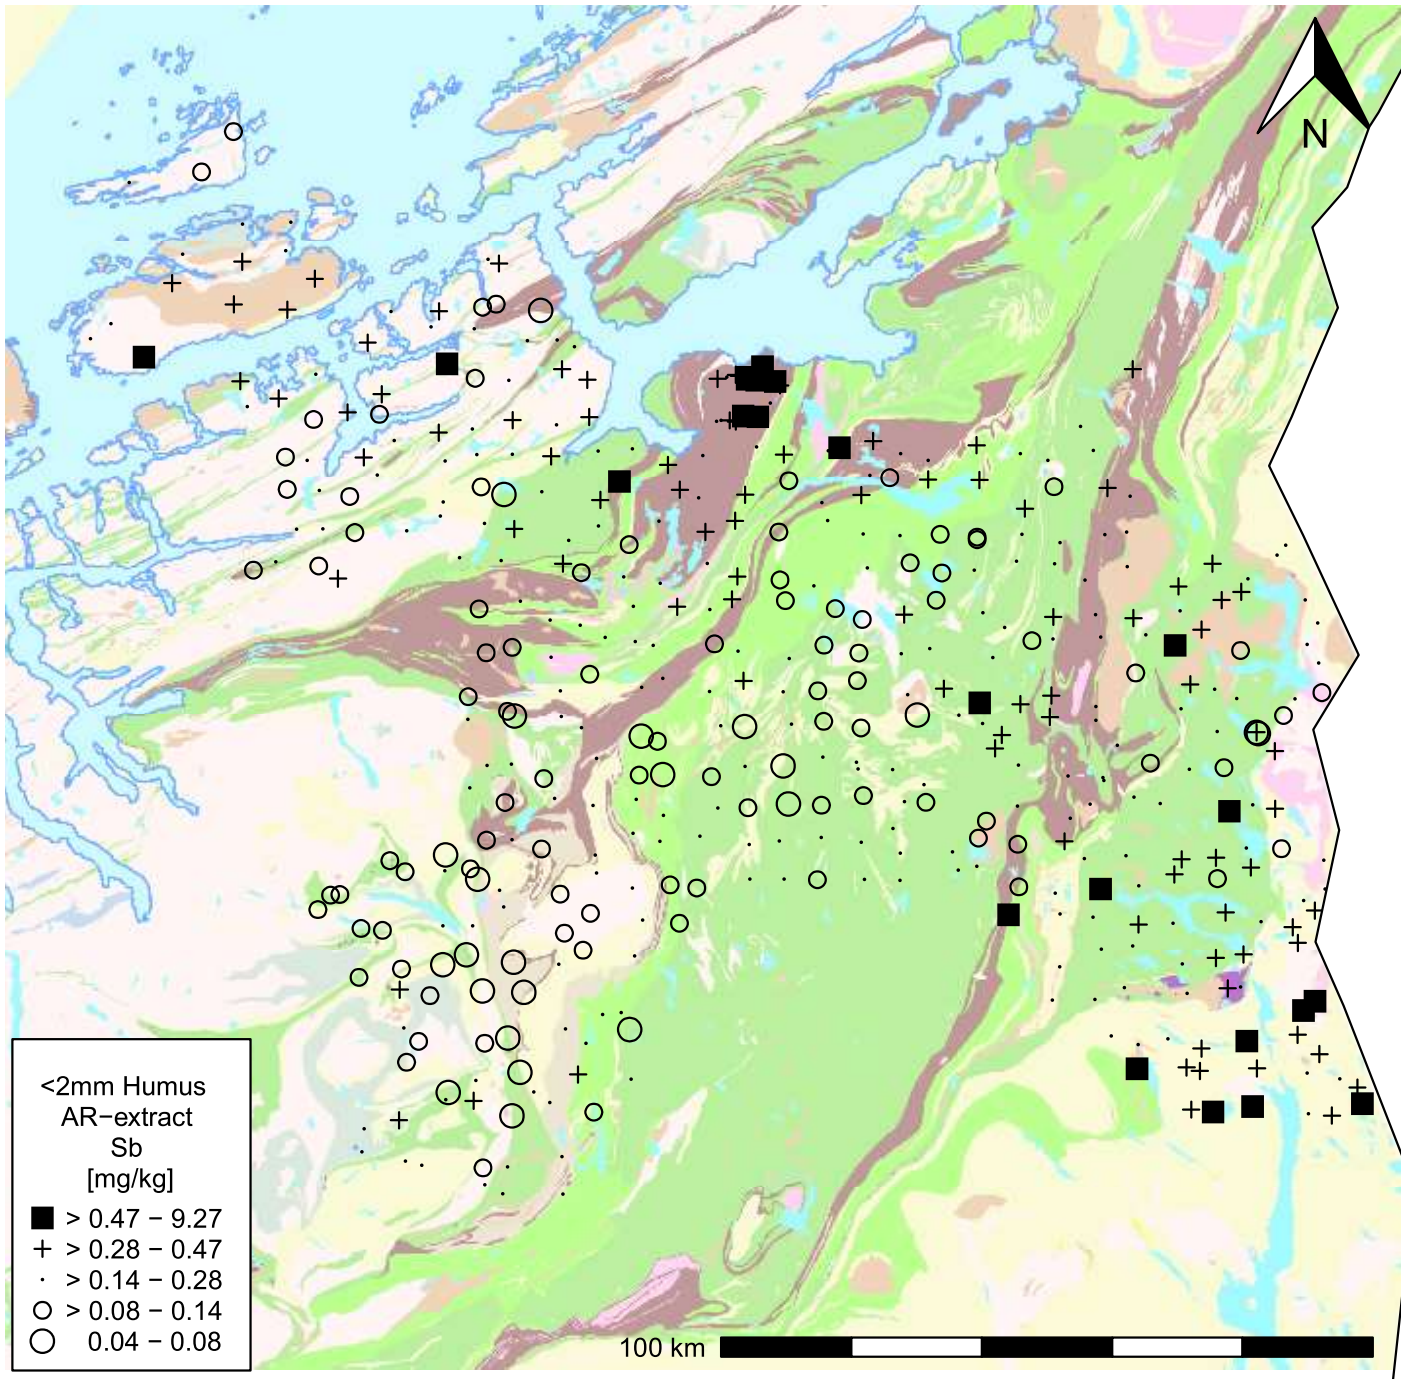 N
<2mm Humus
AR−extract
Sb
[mg/kg]
> 0.47 − 9.27
> 0.28 − 0.47
> 0.14 − 0.28
> 0.08 − 0.14
0.04 − 0.08
100 km